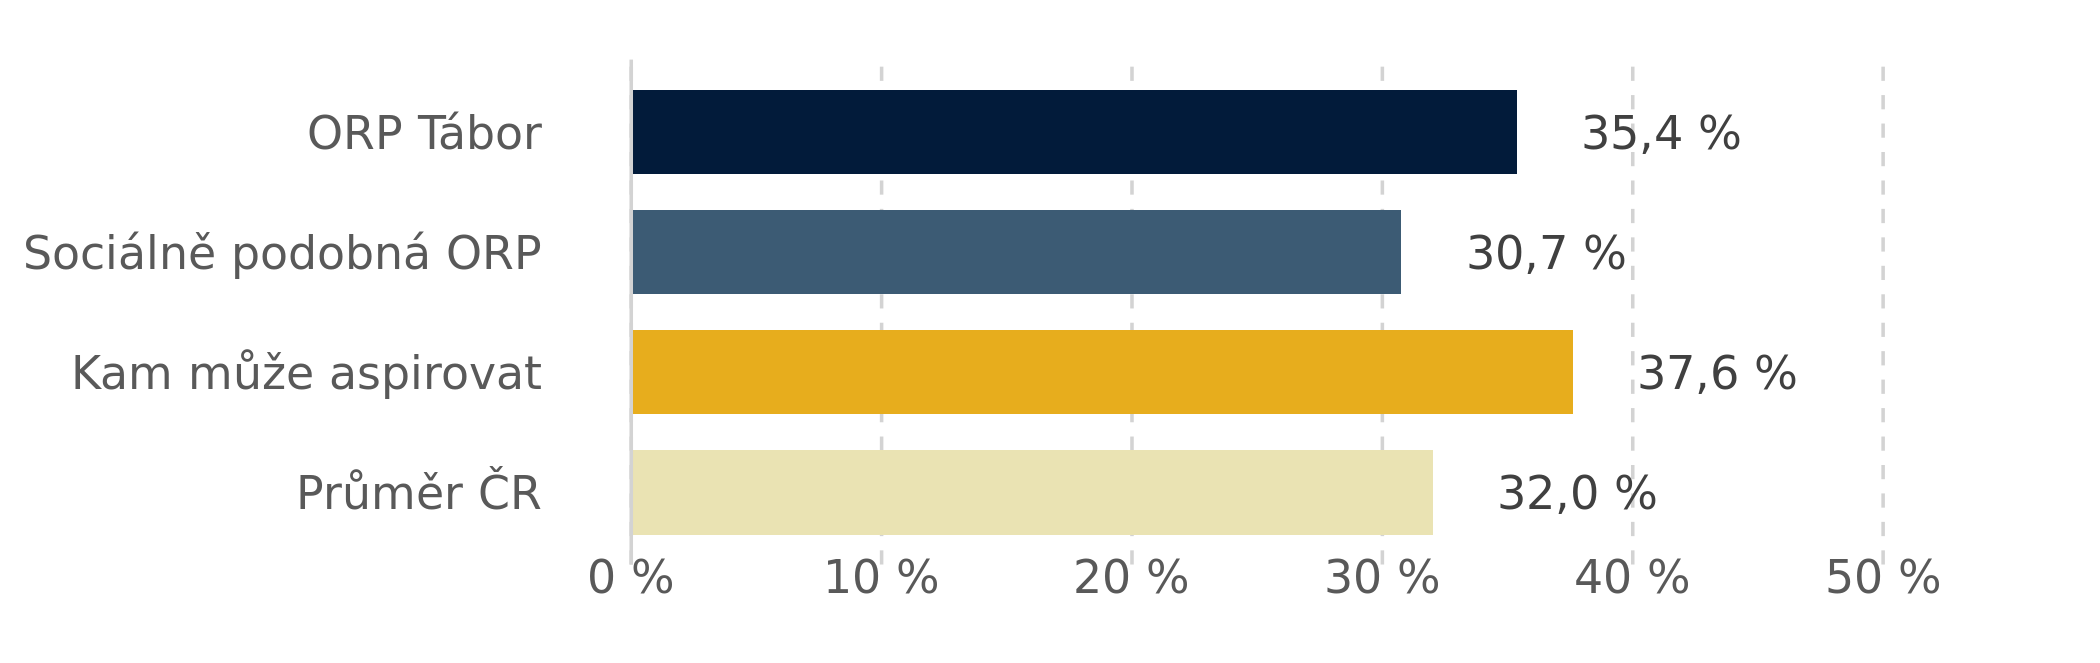 ORP Tábor 35,4 %
Sociálně podobná ORP 30,7 %
Kam může aspirovat 37,6 %
Průměr ČR 32,0 %
0 % 10 % 20 % 30 % 40 % 50 %